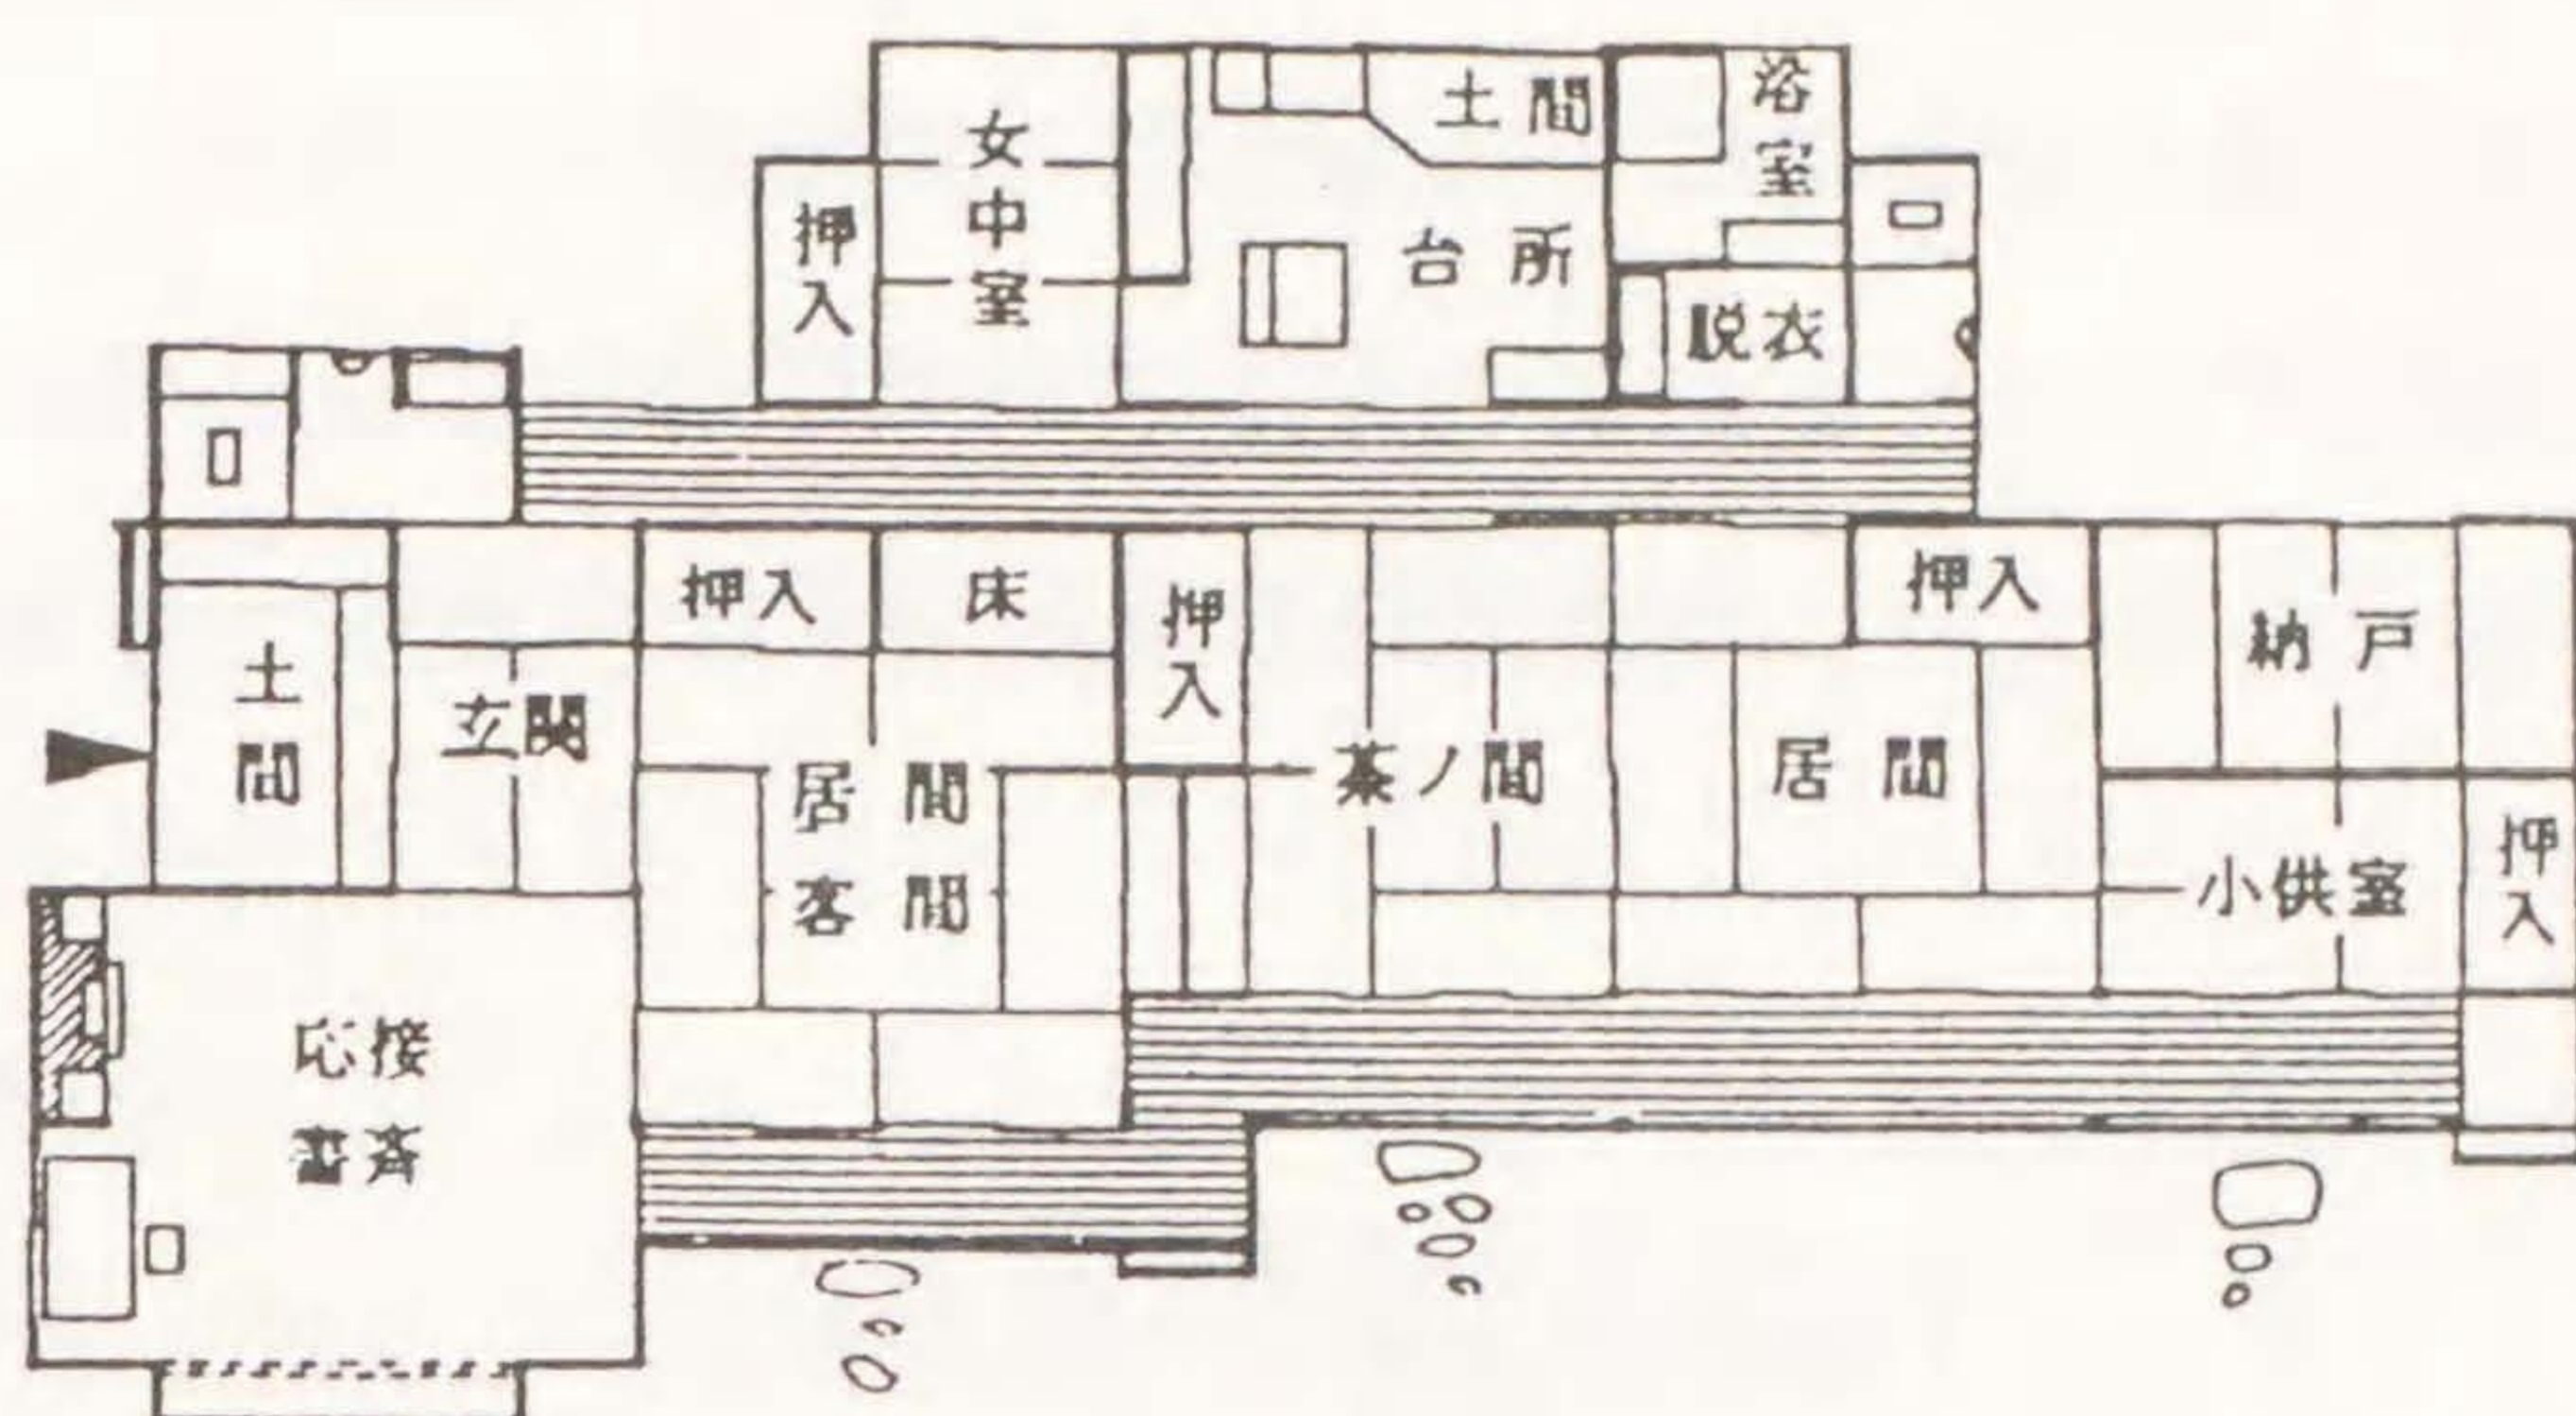 浴室
土間
女中室
押入
台所
脱衣
押入
床
押入
押入
納戸
土間
玄関
居間
客間
茶ノ間
居間
小供室
押入
応接
書斉